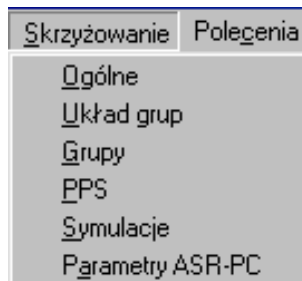 Skrzyżowanie Polecenia
Ogólne
Układ grup
Grupy
PPS
Symulacje
Parametry ASR-PC